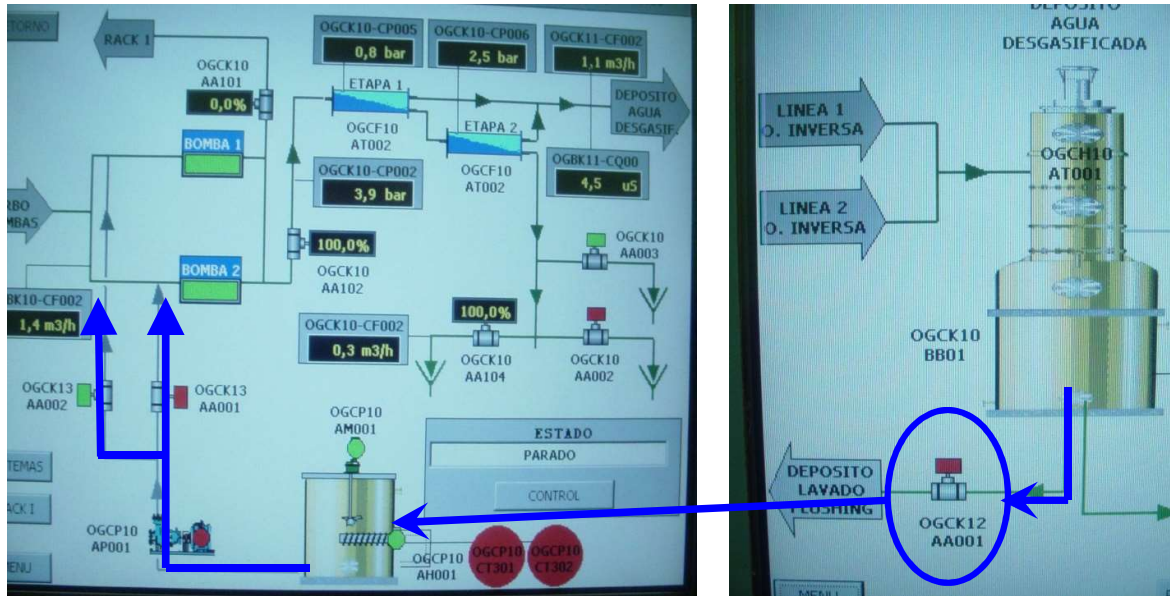 RACK 1
OGCK10
AA101
0,0%
OGCK10-CP005
0,8 bar
OGCK10-CP006
2,5 bar
OGCK11-CF002
1,1 m3/h
ETAPA 1
OGCF10
AT002
ETAPA 2
OGCF10
AT002
DEPOSITO
AGUA
DESGASIF.
OGBK11-CQ00
4,5 uS
BOMBA 1
OGCK10-CP002
3,9 bar
100,0%
OGCK10
AA102
BOMBA 2
1,4 m3/h
OGCK10
AA003
OGCK10-CF002
0,3 m3/h
100,0%
OGCK10
AA104
OGCK10
AA002
OGCK13
AA002
OGCK13
AA001
OGCP10
AM001
ESTADO
PARADO
CONTROL
OGCP10
AP001
OGCP10
AH001
OGCP10
CT301
OGCP10
CT302
DEPOSITO
AGUA
DESGASIFICADA
LINEA 1
O. INVERSA
LINEA 2
O. INVERSA
OGCH10
AT001
OGCK10
BB01
DEPOSITO
LAVADO
FLUSHING
OGCK12
AA001
MENU